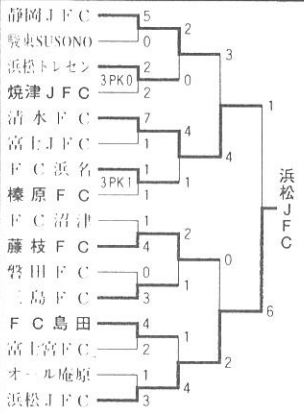 静岡JFC 5
駿東SUSONO 0
2
3
浜松トレセン 2
3PK0
0
焼津JFC 2
1
清水FC 7
4
富士JFC 1
4
FC浜名 1
3PK1
1
榛原FC 1
浜松JFC
FC沼津 1
2
藤枝FC 4
0
磐田FC 0
1
三島FC 3
6
FC島田 4
1
富士宮FC 2
2
オール庵原 1
4
浜松JFC 3